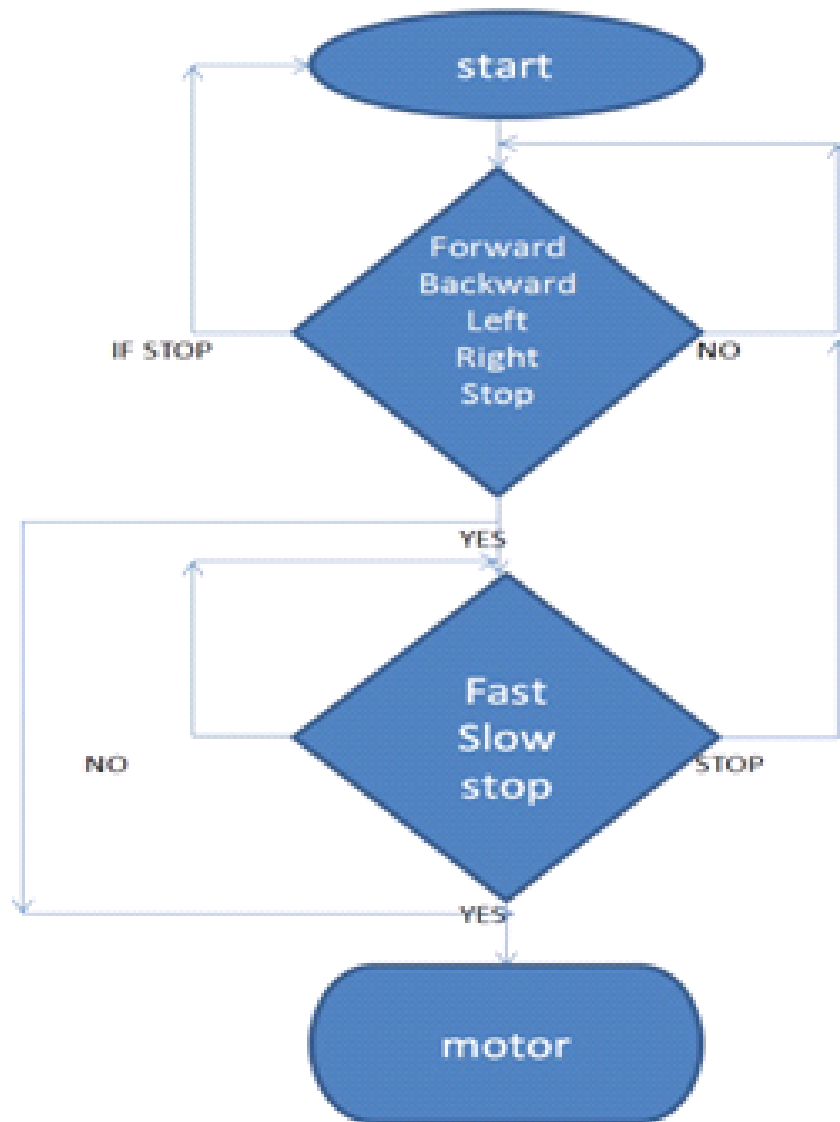 start
Forward
Backward
Left
Right
Stop
IF STOP
NO
YES
Fast
Slow
stop
NO
STOP
YES
motor